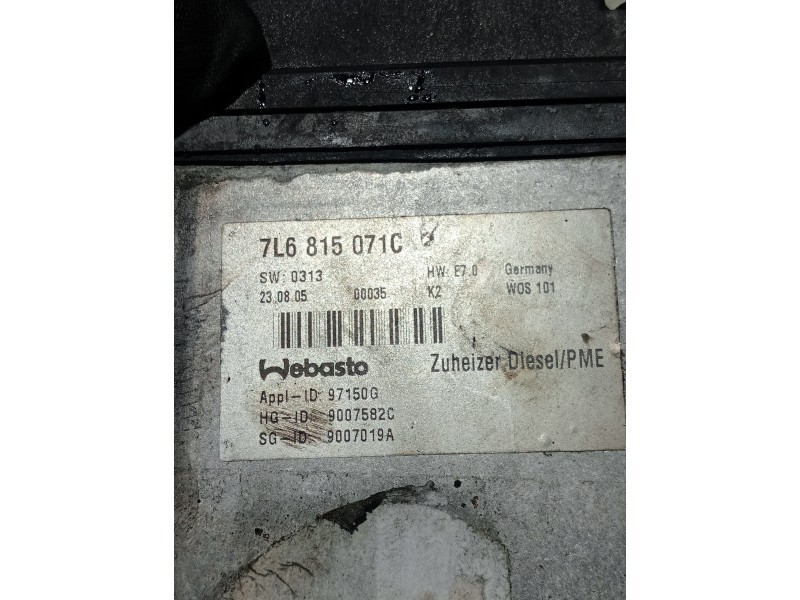 7L6 815 071C
SW: 0313 HW: E7.0 Germany
23.08.05 00035 K2 WOS 101
Webasto Zuheizer Diesel/PME
Appl-ID: 97150G
HG-ID: 9007582C
SG-ID: 9007019A